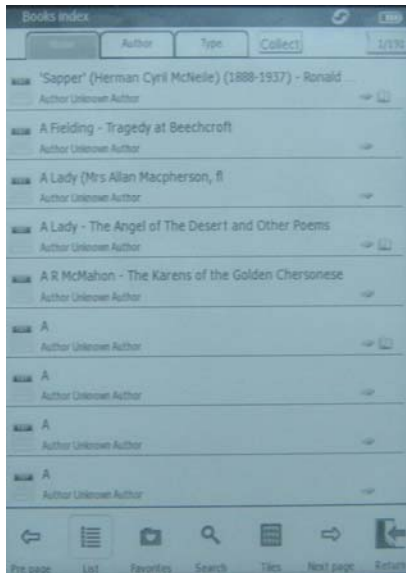 Books index
Author Type Collect
'Sapper' (Herman Cyril McNeile) (1888-1937) - Ronald ...
Author Unknown Author
A Fielding - Tragedy at Beechcroft
Author Unknown Author
A Lady (Mrs Allan Macpherson, fl
Author Unknown Author
A Lady - The Angel of The Desert and Other Poems
Author Unknown Author
A R McMahon - The Karens of the Golden Chersonese
Author Unknown Author
A
Author Unknown Author
A
Author Unknown Author
A
Author Unknown Author
A
Author Unknown Author
Pre page List Favorites Search Tiles Next page Return